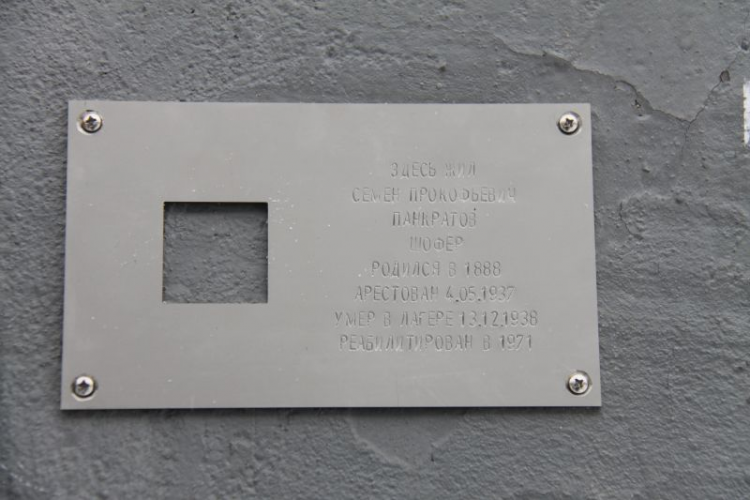 ЗДЕСЬ ЖИЛ
СЕМЕН ПРОКОФЬЕВИЧ
ПАНКРАТОВ
ШОФЕР
РОДИЛСЯ В 1888
АРЕСТОВАН 4.05.1937
УМЕР В ЛАГЕРЕ 13.12.1938
РЕАБИЛИТИРОВАН В 1971